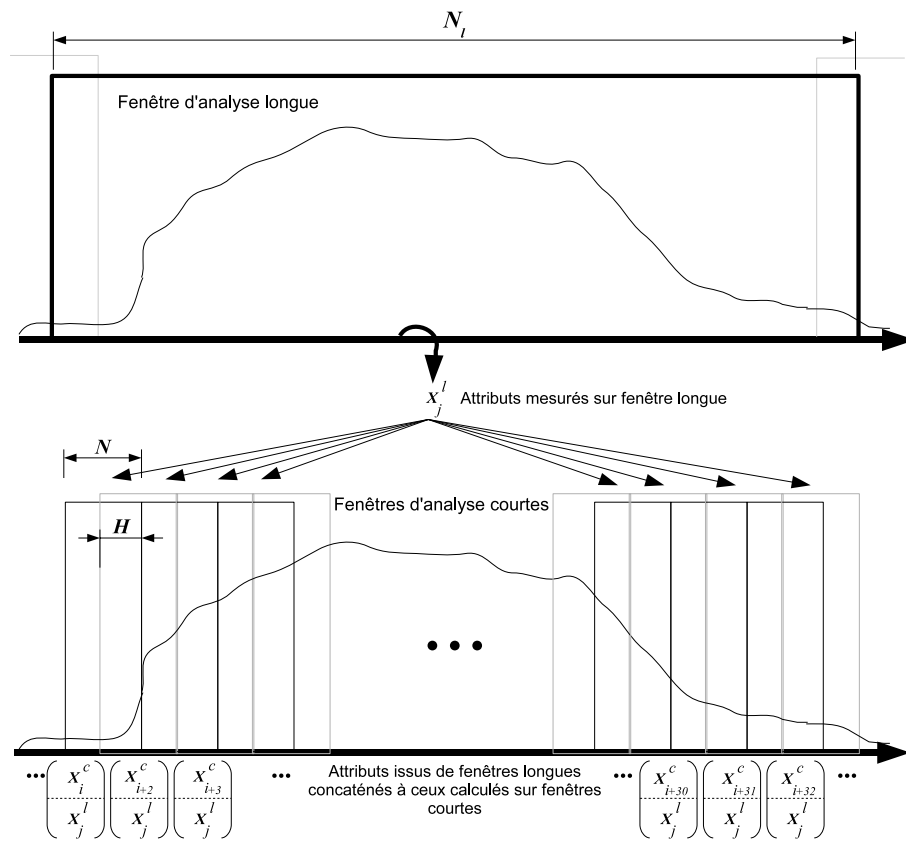 N_l
Fenêtre d'analyse longue
x_j^l Attributs mesurés sur fenêtre longue
N
Fenêtres d'analyse courtes
H
••• x_i^c x_{i+2}^c x_{i+3}^c ••• Attributs issus de fenêtres longues ••• x_{i+30}^c x_{i+31}^c x_{i+32}^c •••
concaténés à ceux calculés sur fenêtres
x_j^l x_j^l x_j^l courtes x_j^l x_j^l x_j^l